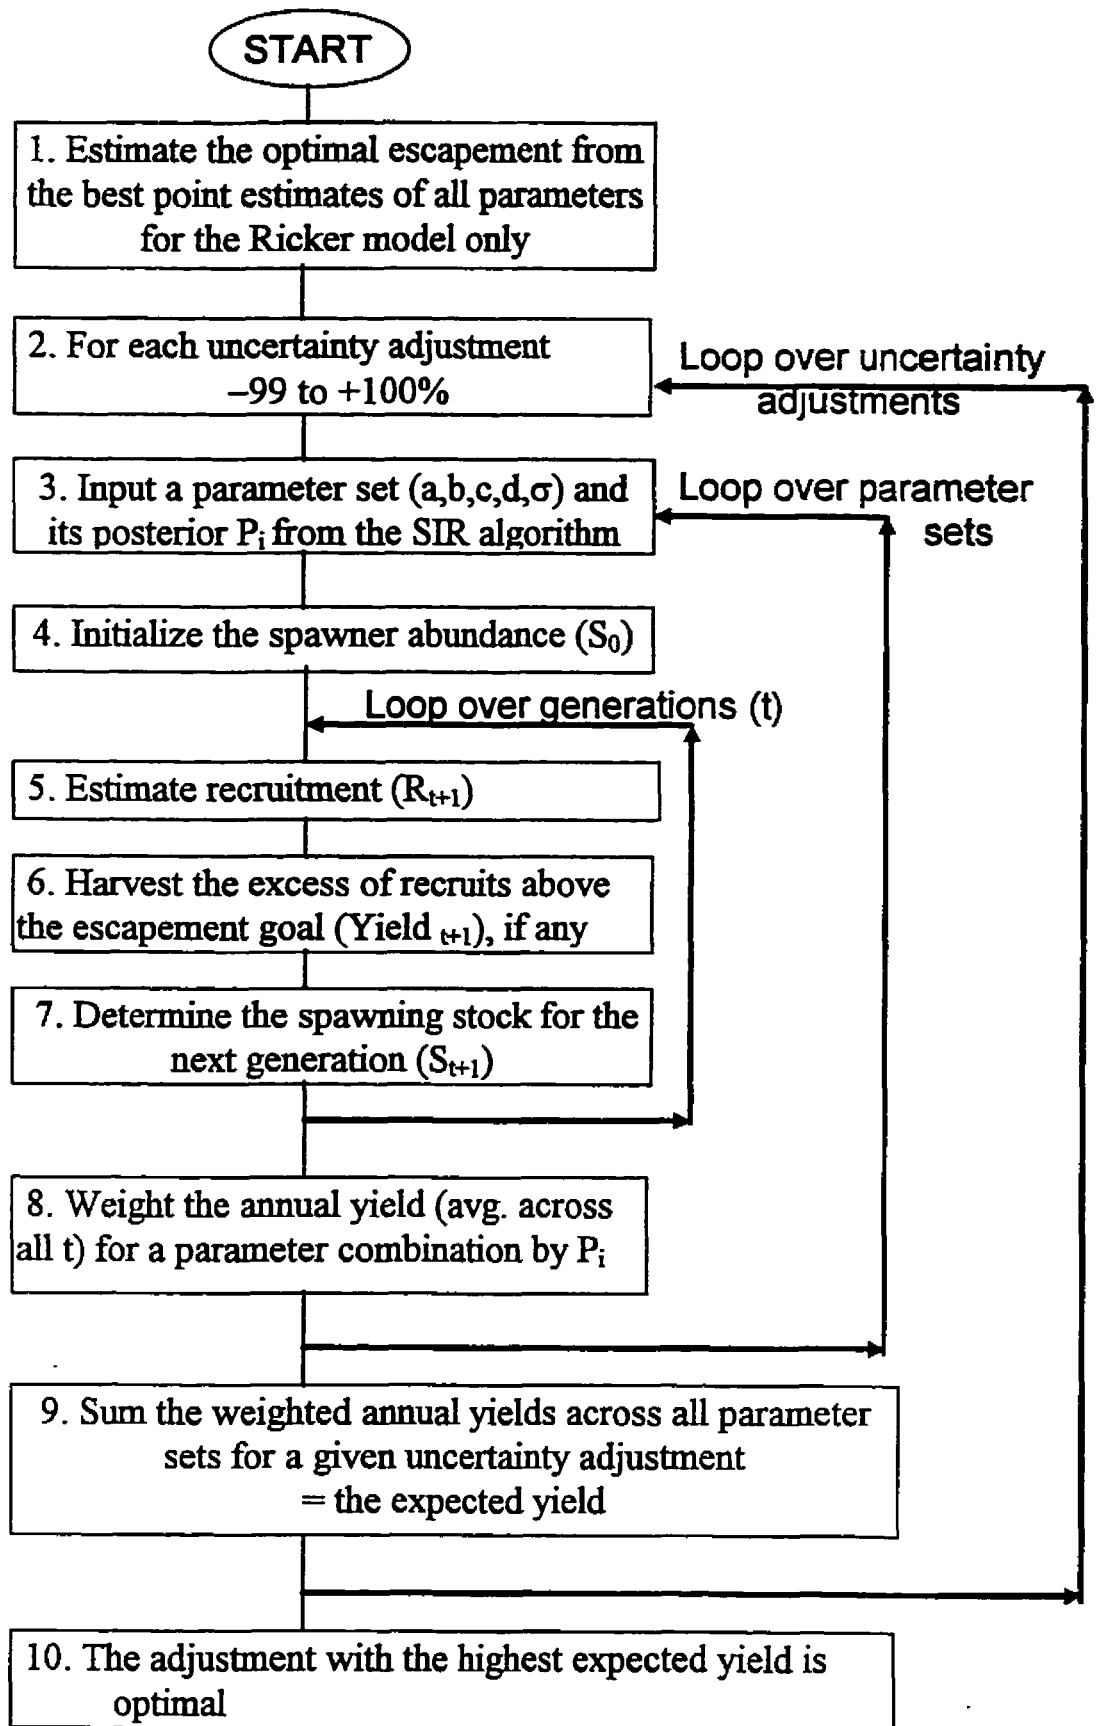 START
1. Estimate the optimal escapement from
the best point estimates of all parameters
for the Ricker model only
2. For each uncertainty adjustment
–99 to +100%
Loop over uncertainty
adjustments
3. Input a parameter set (a,b,c,d,σ) and
its posterior Pᵢ from the SIR algorithm
Loop over parameter
sets
4. Initialize the spawner abundance (S₀)
Loop over generations (t)
5. Estimate recruitment (Rₜ₊₁)
6. Harvest the excess of recruits above
the escapement goal (Yield ₜ₊₁), if any
7. Determine the spawning stock for the
next generation (Sₜ₊₁)
8. Weight the annual yield (avg. across
all t) for a parameter combination by Pᵢ
9. Sum the weighted annual yields across all parameter
sets for a given uncertainty adjustment
= the expected yield
10. The adjustment with the highest expected yield is
optimal